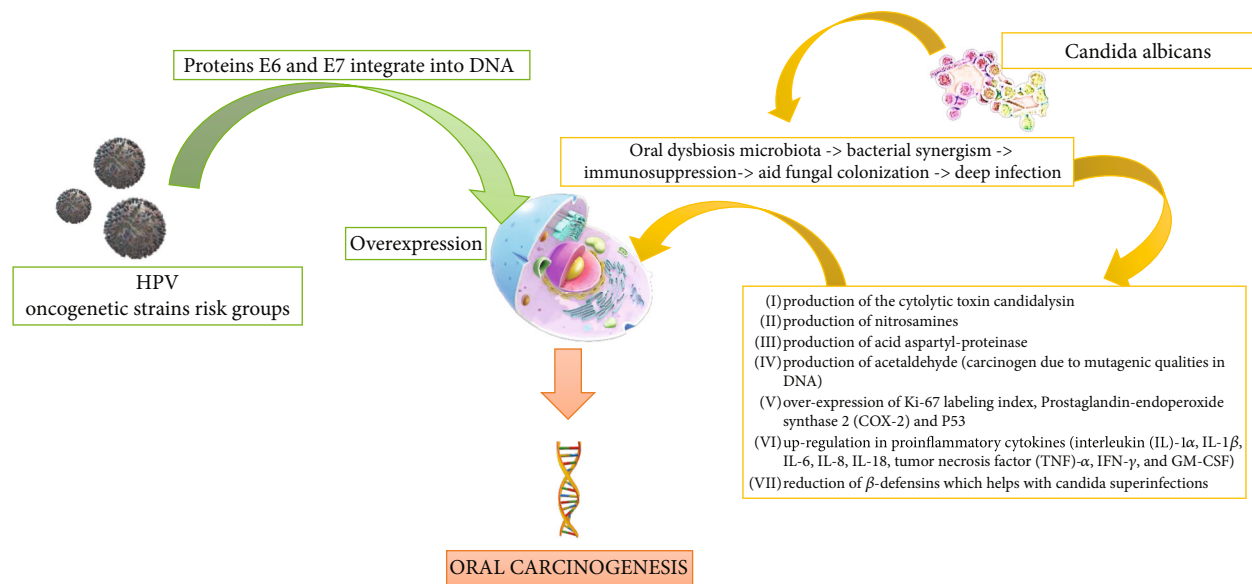 Proteins E6 and E7 integrate into DNA
HPV
oncogenetic strains risk groups
Overexpression
Candida albicans
Oral dysbiosis microbiota -> bacterial synergism ->
immunosuppression-> aid fungal colonization -> deep infection
(I) production of the cytolytic toxin candidalysin
(II) production of nitrosamines
(III) production of acid aspartyl-proteinase
(IV) production of acetaldehyde (carcinogen due to mutagenic qualities in
DNA)
(V) over-expression of Ki-67 labeling index, Prostaglandin-endoperoxide
synthase 2 (COX-2) and P53
(VI) up-regulation in proinflammatory cytokines (interleukin (IL)-1α, IL-1β,
IL-6, IL-8, IL-18, tumor necrosis factor (TNF)-α, IFN-γ, and GM-CSF)
(VII) reduction of β-defensins which helps with candida superinfections
ORAL CARCINOGENESIS